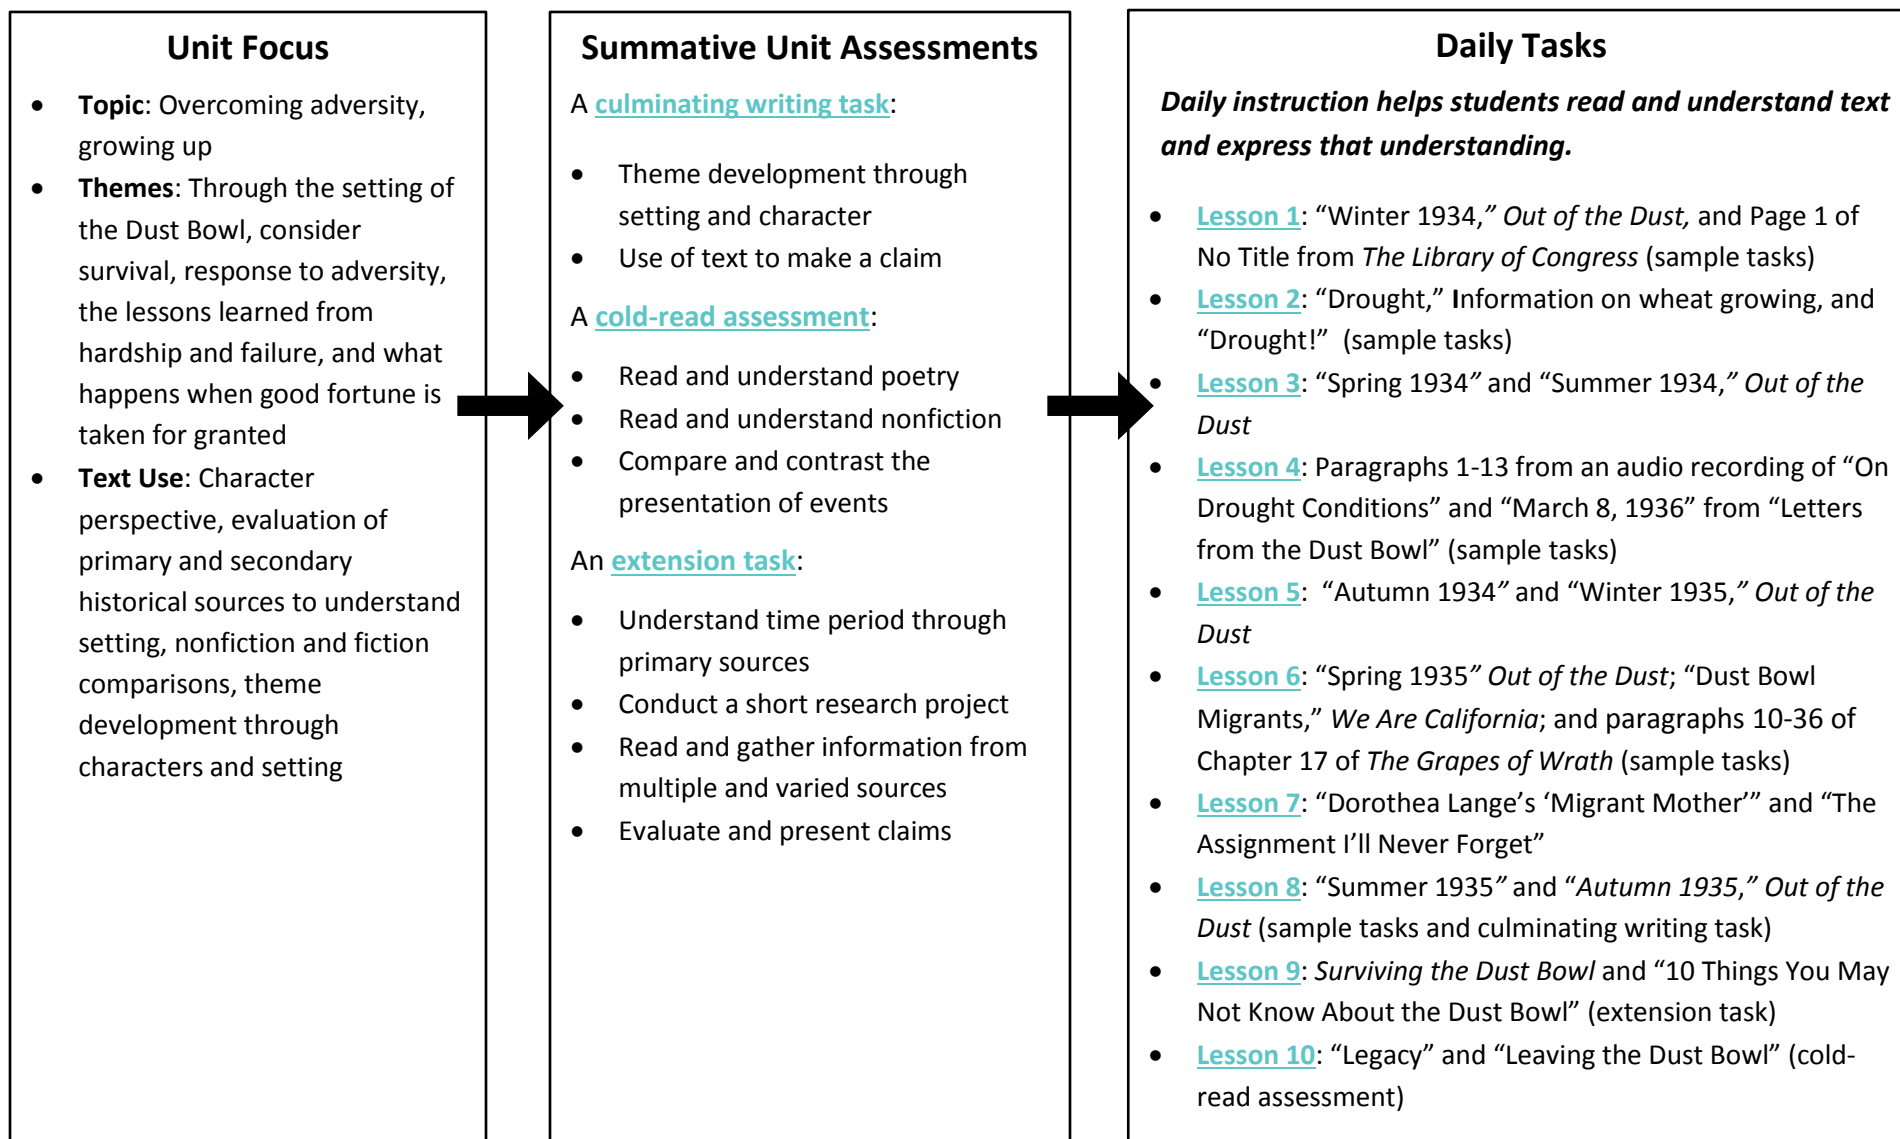 Unit Focus
• Topic: Overcoming adversity,
growing up
• Themes: Through the setting of
the Dust Bowl, consider
survival, response to adversity,
the lessons learned from
hardship and failure, and what
happens when good fortune is
taken for granted
• Text Use: Character
perspective, evaluation of
primary and secondary
historical sources to understand
setting, nonfiction and fiction
comparisons, theme
development through
characters and setting
Summative Unit Assessments
A culminating writing task:
• Theme development through
setting and character
• Use of text to make a claim
A cold-read assessment:
• Read and understand poetry
• Read and understand nonfiction
• Compare and contrast the
presentation of events
An extension task:
• Understand time period through
primary sources
• Conduct a short research project
• Read and gather information from
multiple and varied sources
• Evaluate and present claims
Daily Tasks
Daily instruction helps students read and understand text
and express that understanding.
• Lesson 1: “Winter 1934,” Out of the Dust, and Page 1 of
No Title from The Library of Congress (sample tasks)
• Lesson 2: “Drought,” Information on wheat growing, and
“Drought!” (sample tasks)
• Lesson 3: “Spring 1934” and “Summer 1934,” Out of the
Dust
• Lesson 4: Paragraphs 1-13 from an audio recording of “On
Drought Conditions” and “March 8, 1936” from “Letters
from the Dust Bowl” (sample tasks)
• Lesson 5: “Autumn 1934” and “Winter 1935,” Out of the
Dust
• Lesson 6: “Spring 1935” Out of the Dust; “Dust Bowl
Migrants,” We Are California; and paragraphs 10-36 of
Chapter 17 of The Grapes of Wrath (sample tasks)
• Lesson 7: “Dorothea Lange’s ‘Migrant Mother’” and “The
Assignment I’ll Never Forget”
• Lesson 8: “Summer 1935” and “Autumn 1935,” Out of the
Dust (sample tasks and culminating writing task)
• Lesson 9: Surviving the Dust Bowl and “10 Things You May
Not Know About the Dust Bowl” (extension task)
• Lesson 10: “Legacy” and “Leaving the Dust Bowl” (cold-
read assessment)